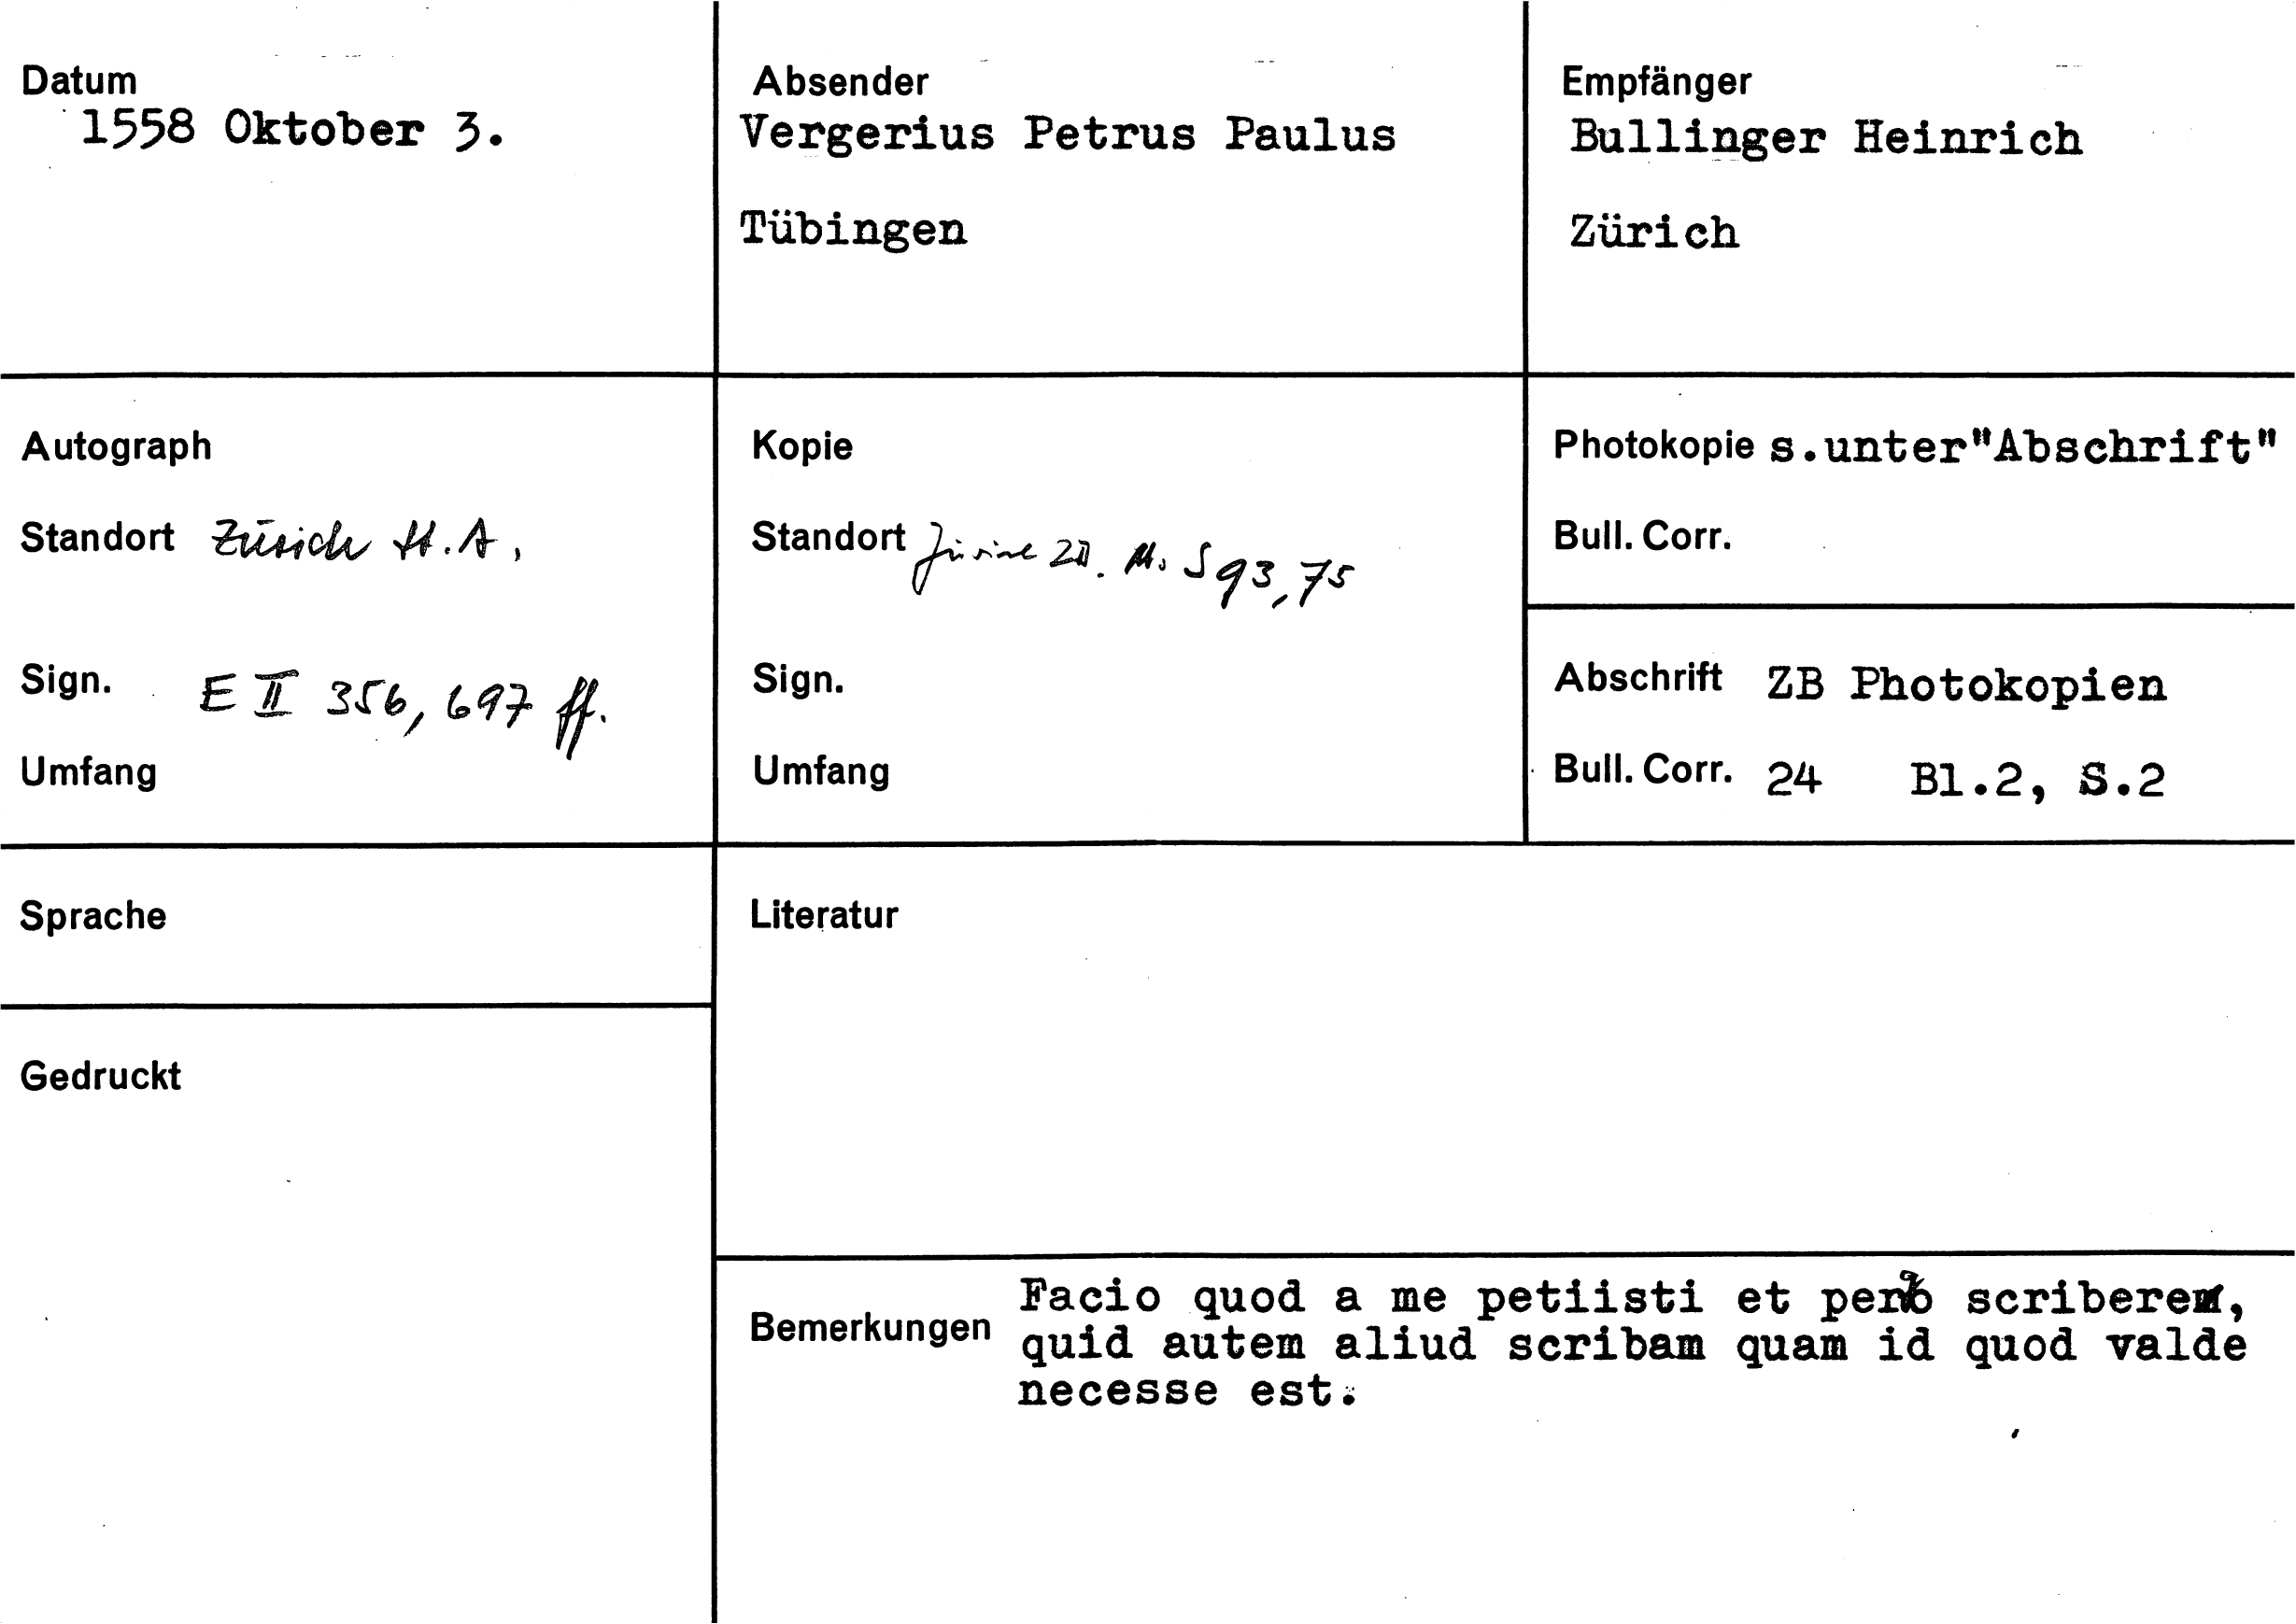 Datum
1558 Oktober 3.
Absender
Vergerius Petrus Paulus
Tübingen
Empfänger
Bullinger Heinrich
Zürich
Autograph
Standort Zürich St.A.
Sign. E II 356, 697 ff.
Umfang
Kopie
Standort Zürich ZB. Ms S 93, 75
Sign.
Umfang
Photokopie s.unter"Abschrift"
Bull. Corr.
Abschrift ZB Photokopien
Bull. Corr. 24 Bl.2, S.2
Sprache
Gedruckt
Literatur
Bemerkungen
Facio quod a me petiisti et scribere,
quid autem aliud scribam quam id quod valde
necesse est.